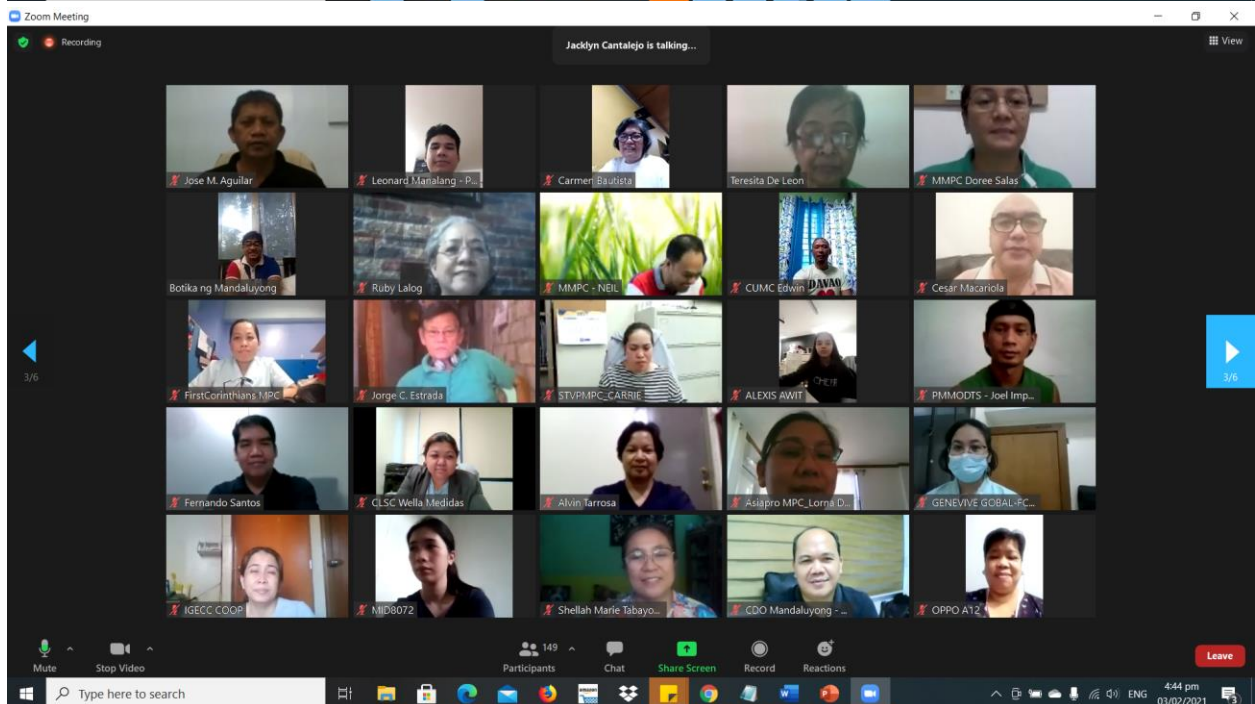 Zoom Meeting
Recording
Jacklyn Cantalejo is talking...
View
Jose M. Aguilar
Leonard Manalang - P...
Carmen Bautista
Teresita De Leon
MMPC Doree Salas
Botika ng Mandaluyong
Ruby Lalog
MMPC - NEIL
CUMC Edwin
DAVAO
Cesar Macariola
FirstCorinthians MPC
Jorge C. Estrada
STVPMPC_CARRIE
ALEXIS AWIT
PMMODTS - Joel Imp...
Fernando Santos
CLSC Wella Medidas
Alvin Tarrosa
Asiapro MPC_Lorna D...
GENEVIVE GOBAL-FC...
IGECC COOP
MID8072
Shellah Marie Tabayo...
CDO Mandaluyong - ...
OPPO A12
3/6
3/6
Mute
Stop Video
149
Participants
Chat
Share Screen
Record
Reactions
Leave
Type here to search
amazon
ENG
4:44 pm
03/02/2021
3